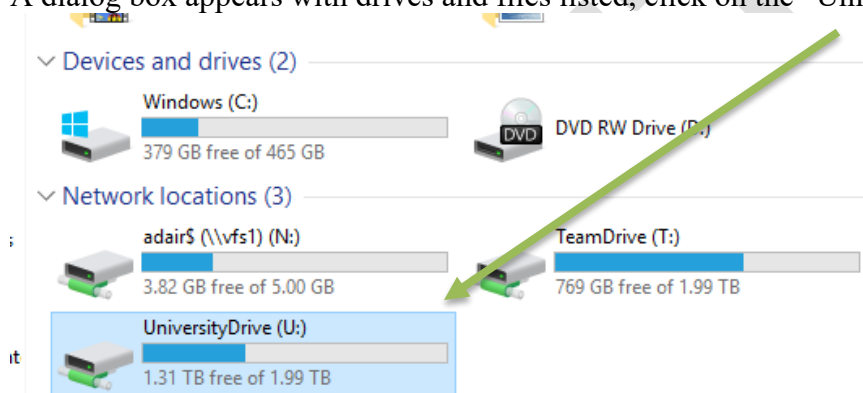 A dialog box appears with drives and files listed, click on the "Uni
Devices and drives (2)
Windows (C:)
379 GB free of 465 GB
DVD
DVD RW Drive
Network locations (3)
adair$ (\\vfs1) (N:)
3.82 GB free of 5.00 GB
TeamDrive (T:)
769 GB free of 1.99 TB
UniversityDrive (U:)
1.31 TB free of 1.99 TB